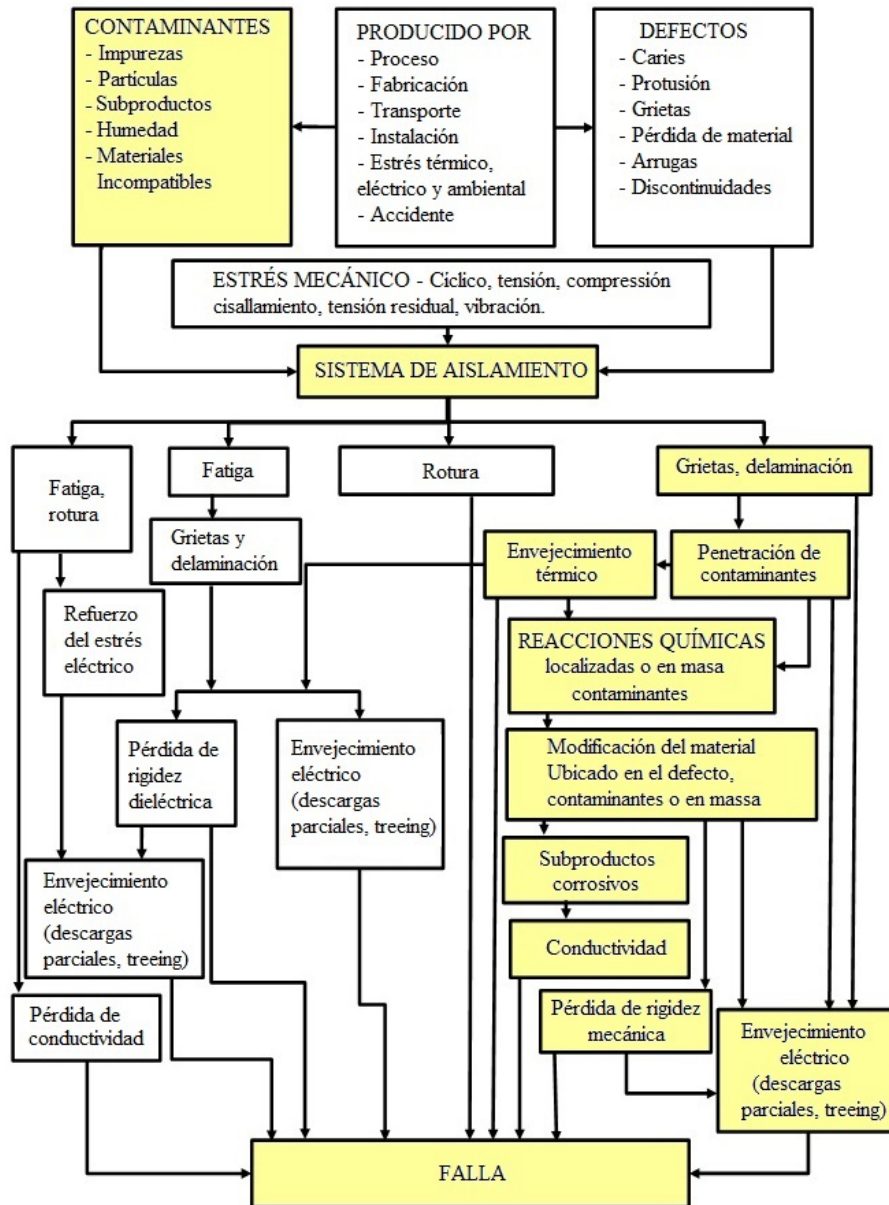 CONTAMINANTES
- Impurezas
- Partículas
- Subproductos
- Humedad
- Materiales
Incompatibles
PRODUCIDO POR
- Proceso
- Fabricación
- Transporte
- Instalación
- Estrés térmico,
eléctrico y ambiental
- Accidente
DEFECTOS
- Caries
- Protusión
- Grietas
- Pérdida de material
- Arrugas
- Discontinuidades
ESTRÉS MECÁNICO - Ciclico, tensión, compressión
cisallamiento, tensión residual, vibración.
SISTEMA DE AISLAMIENTO
Fatiga,
rotura
Fatiga
Rotura
Grietas, delaminación
Grietas y
delaminación
Envejecimiento
térmico
Penetración de
contaminantes
Refuerzo
del estrés
eléctrico
REACCIONES QUÍMICAS
localizadas o en masa
contaminantes
Pérdida de
rigidez
dieléctrica
Envejecimiento
eléctrico
(descargas
parciales, treeing)
Modificación del material
Ubicado en el defecto,
contaminantes o en massa
Subproductos
corrosivos
Envejecimiento
eléctrico
(descargas
parciales, treeing)
Conductividad
Pérdida de
conductividad
Pérdida de rigidez
mecánica
Envejecimiento
eléctrico
(descargas
parciales, treeing)
FALLA